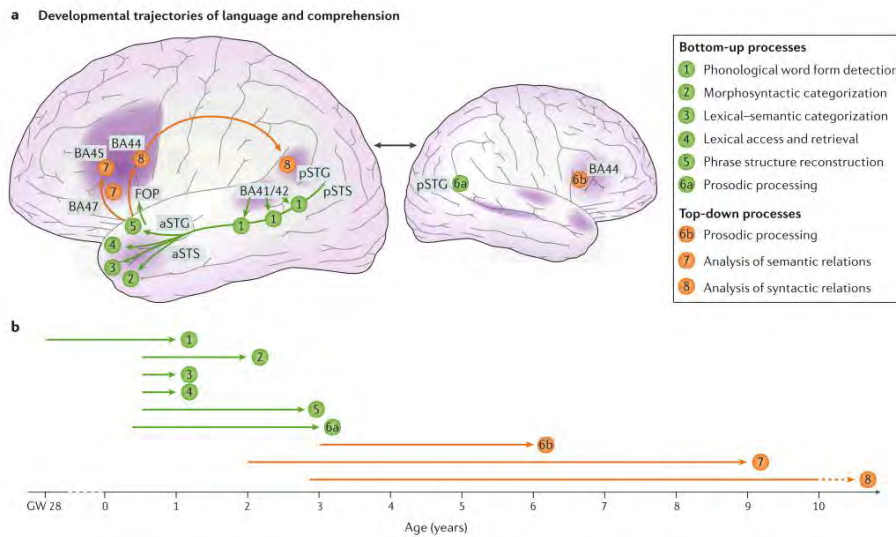 a Developmental trajectories of language and comprehension
BA45
BA44
7
8
7
BA47
FOP
5
4
3
2
aSTG
aSTS
BA41/42
1
1
1
8
pSTG
pSTS
pSTG
6a
6b
BA44
Bottom-up processes
1 Phonological word form detection
2 Morphosyntactic categorization
3 Lexical–semantic categorization
4 Lexical access and retrieval
5 Phrase structure reconstruction
6a Prosodic processing
Top-down processes
6b Prosodic processing
7 Analysis of semantic relations
8 Analysis of syntactic relations
b
1
2
3
4
5
6a
6b
7
8
GW 28 0 1 2 3 4 5 6 7 8 9 10
Age (years)